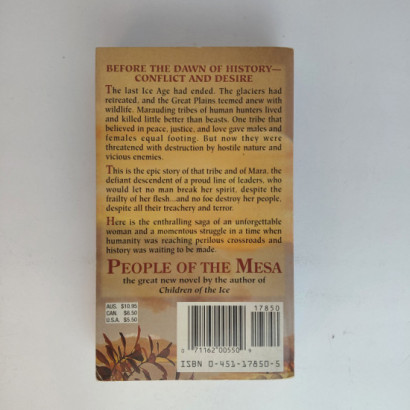 BEFORE THE DAWN OF HISTORY—
CONFLICT AND DESIRE
The last Ice Age had ended. The glaciers had
retreated, and the Great Plains teemed anew with
wildlife. Marauding tribes of human hunters lived
and killed little better than beasts. One tribe that
believed in peace, justice, and love gave males and
females equal footing. But now they were
threatened with destruction by hostile nature and
vicious enemies.
This is the epic story of that tribe and of Mara, the
defiant descendent of a proud line of leaders, who
would let no man break her spirit, despite the
frailty of her flesh...and no foe destroy her people,
despite all their treachery and terror.
Here is the enthralling saga of an unforgettable
woman and a momentous struggle in a time when
humanity was reaching perilous crossroads and
history was waiting to be made.
PEOPLE OF THE MESA
the great new novel by the author of
Children of the Ice
AUS. $10.95
CAN. $6.50
U.S.A. $5.50
17850
0 71162 00550 9
ISBN 0-451-17850-5